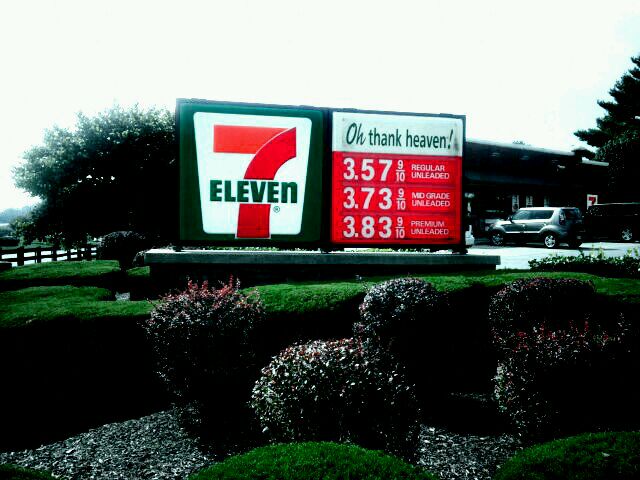 7
ELEVEn
®
Oh thank heaven!
3.57 9/10 REGULAR UNLEADED
3.73 9/10 MID GRADE UNLEADED
3.83 9/10 PREMIUM UNLEADED
7